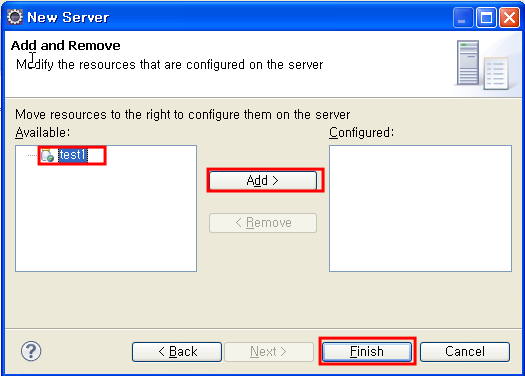 New Server
Add and Remove
Modify the resources that are configured on the server
Move resources to the right to configure them on the server
Available:
Configured:
test1
Add >
< Remove
?
< Back
Next >
Finish
Cancel